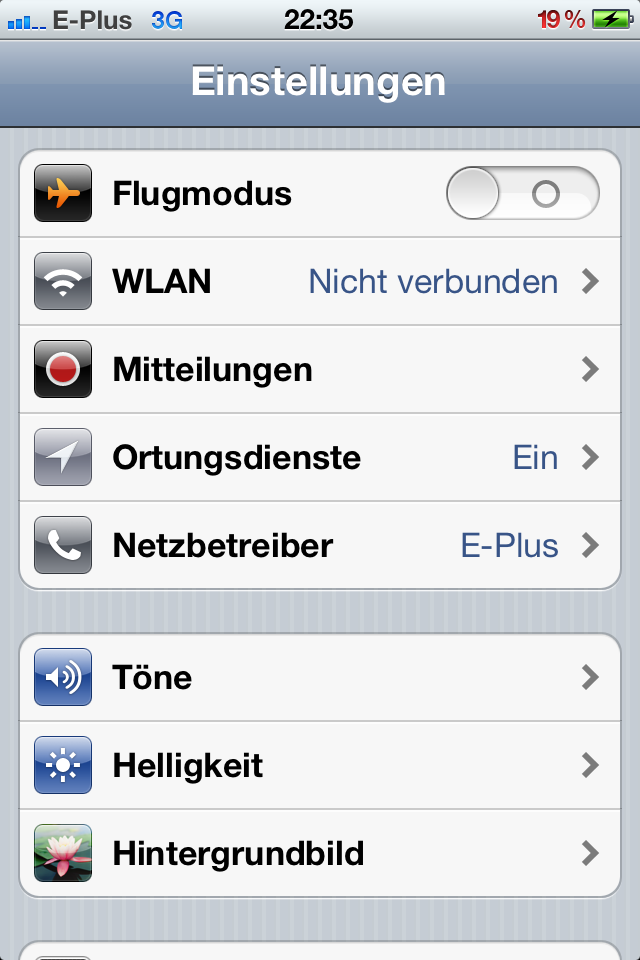 E-Plus 3G 22:35 19 %
Einstellungen
Flugmodus
WLAN Nicht verbunden
Mitteilungen
Ortungsdienste Ein
Netzbetreiber E-Plus
Töne
Helligkeit
Hintergrundbild